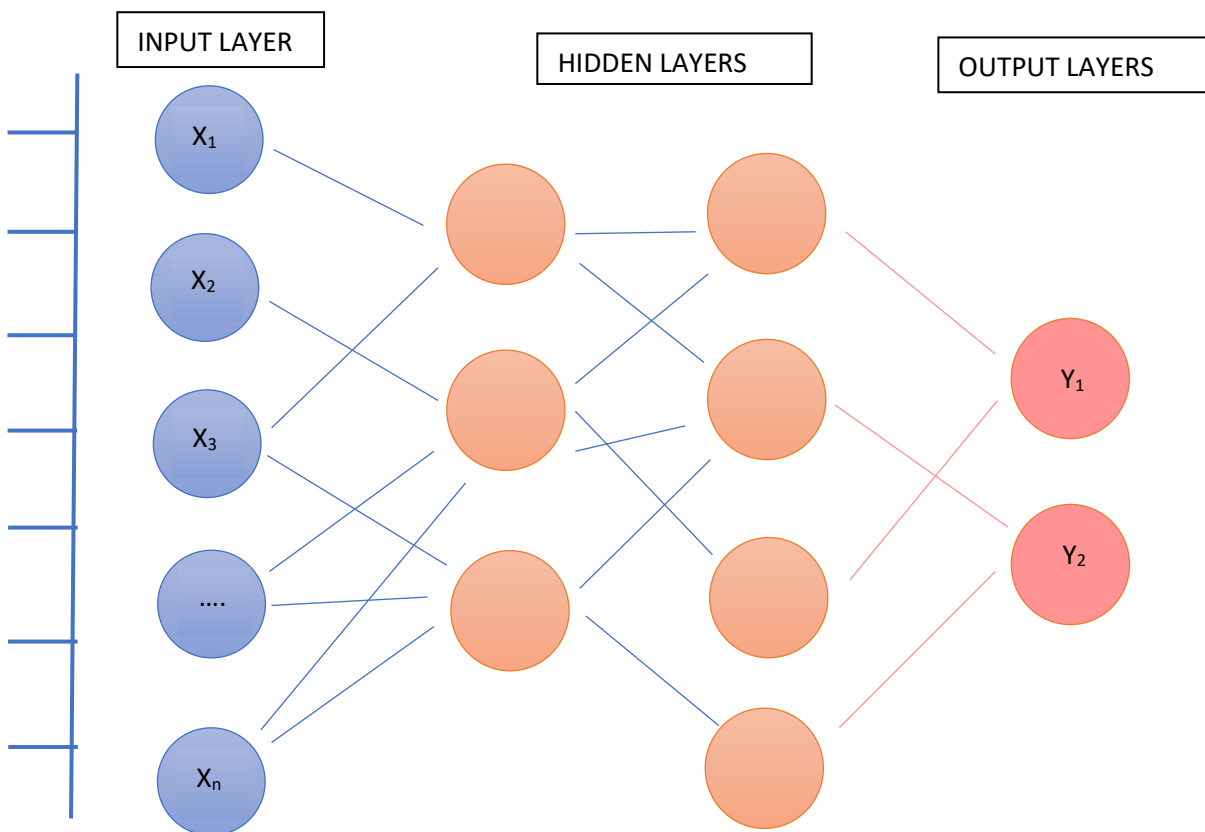 INPUT LAYER
HIDDEN LAYERS
OUTPUT LAYERS
X₁
X₂
X₃
....
Xₙ
Y₁
Y₂